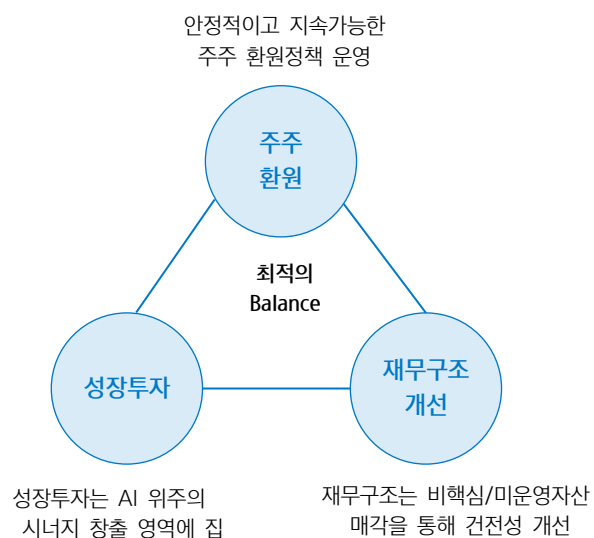 안정적이고 지속가능한
주주 환원정책 운영
주주
환원
최적의
Balance
성장투자
재무구조
개선
성장투자는 AI 위주의
시너지 창출 영역에 집
재무구조는 비핵심/미운영자산
매각을 통해 건전성 개선